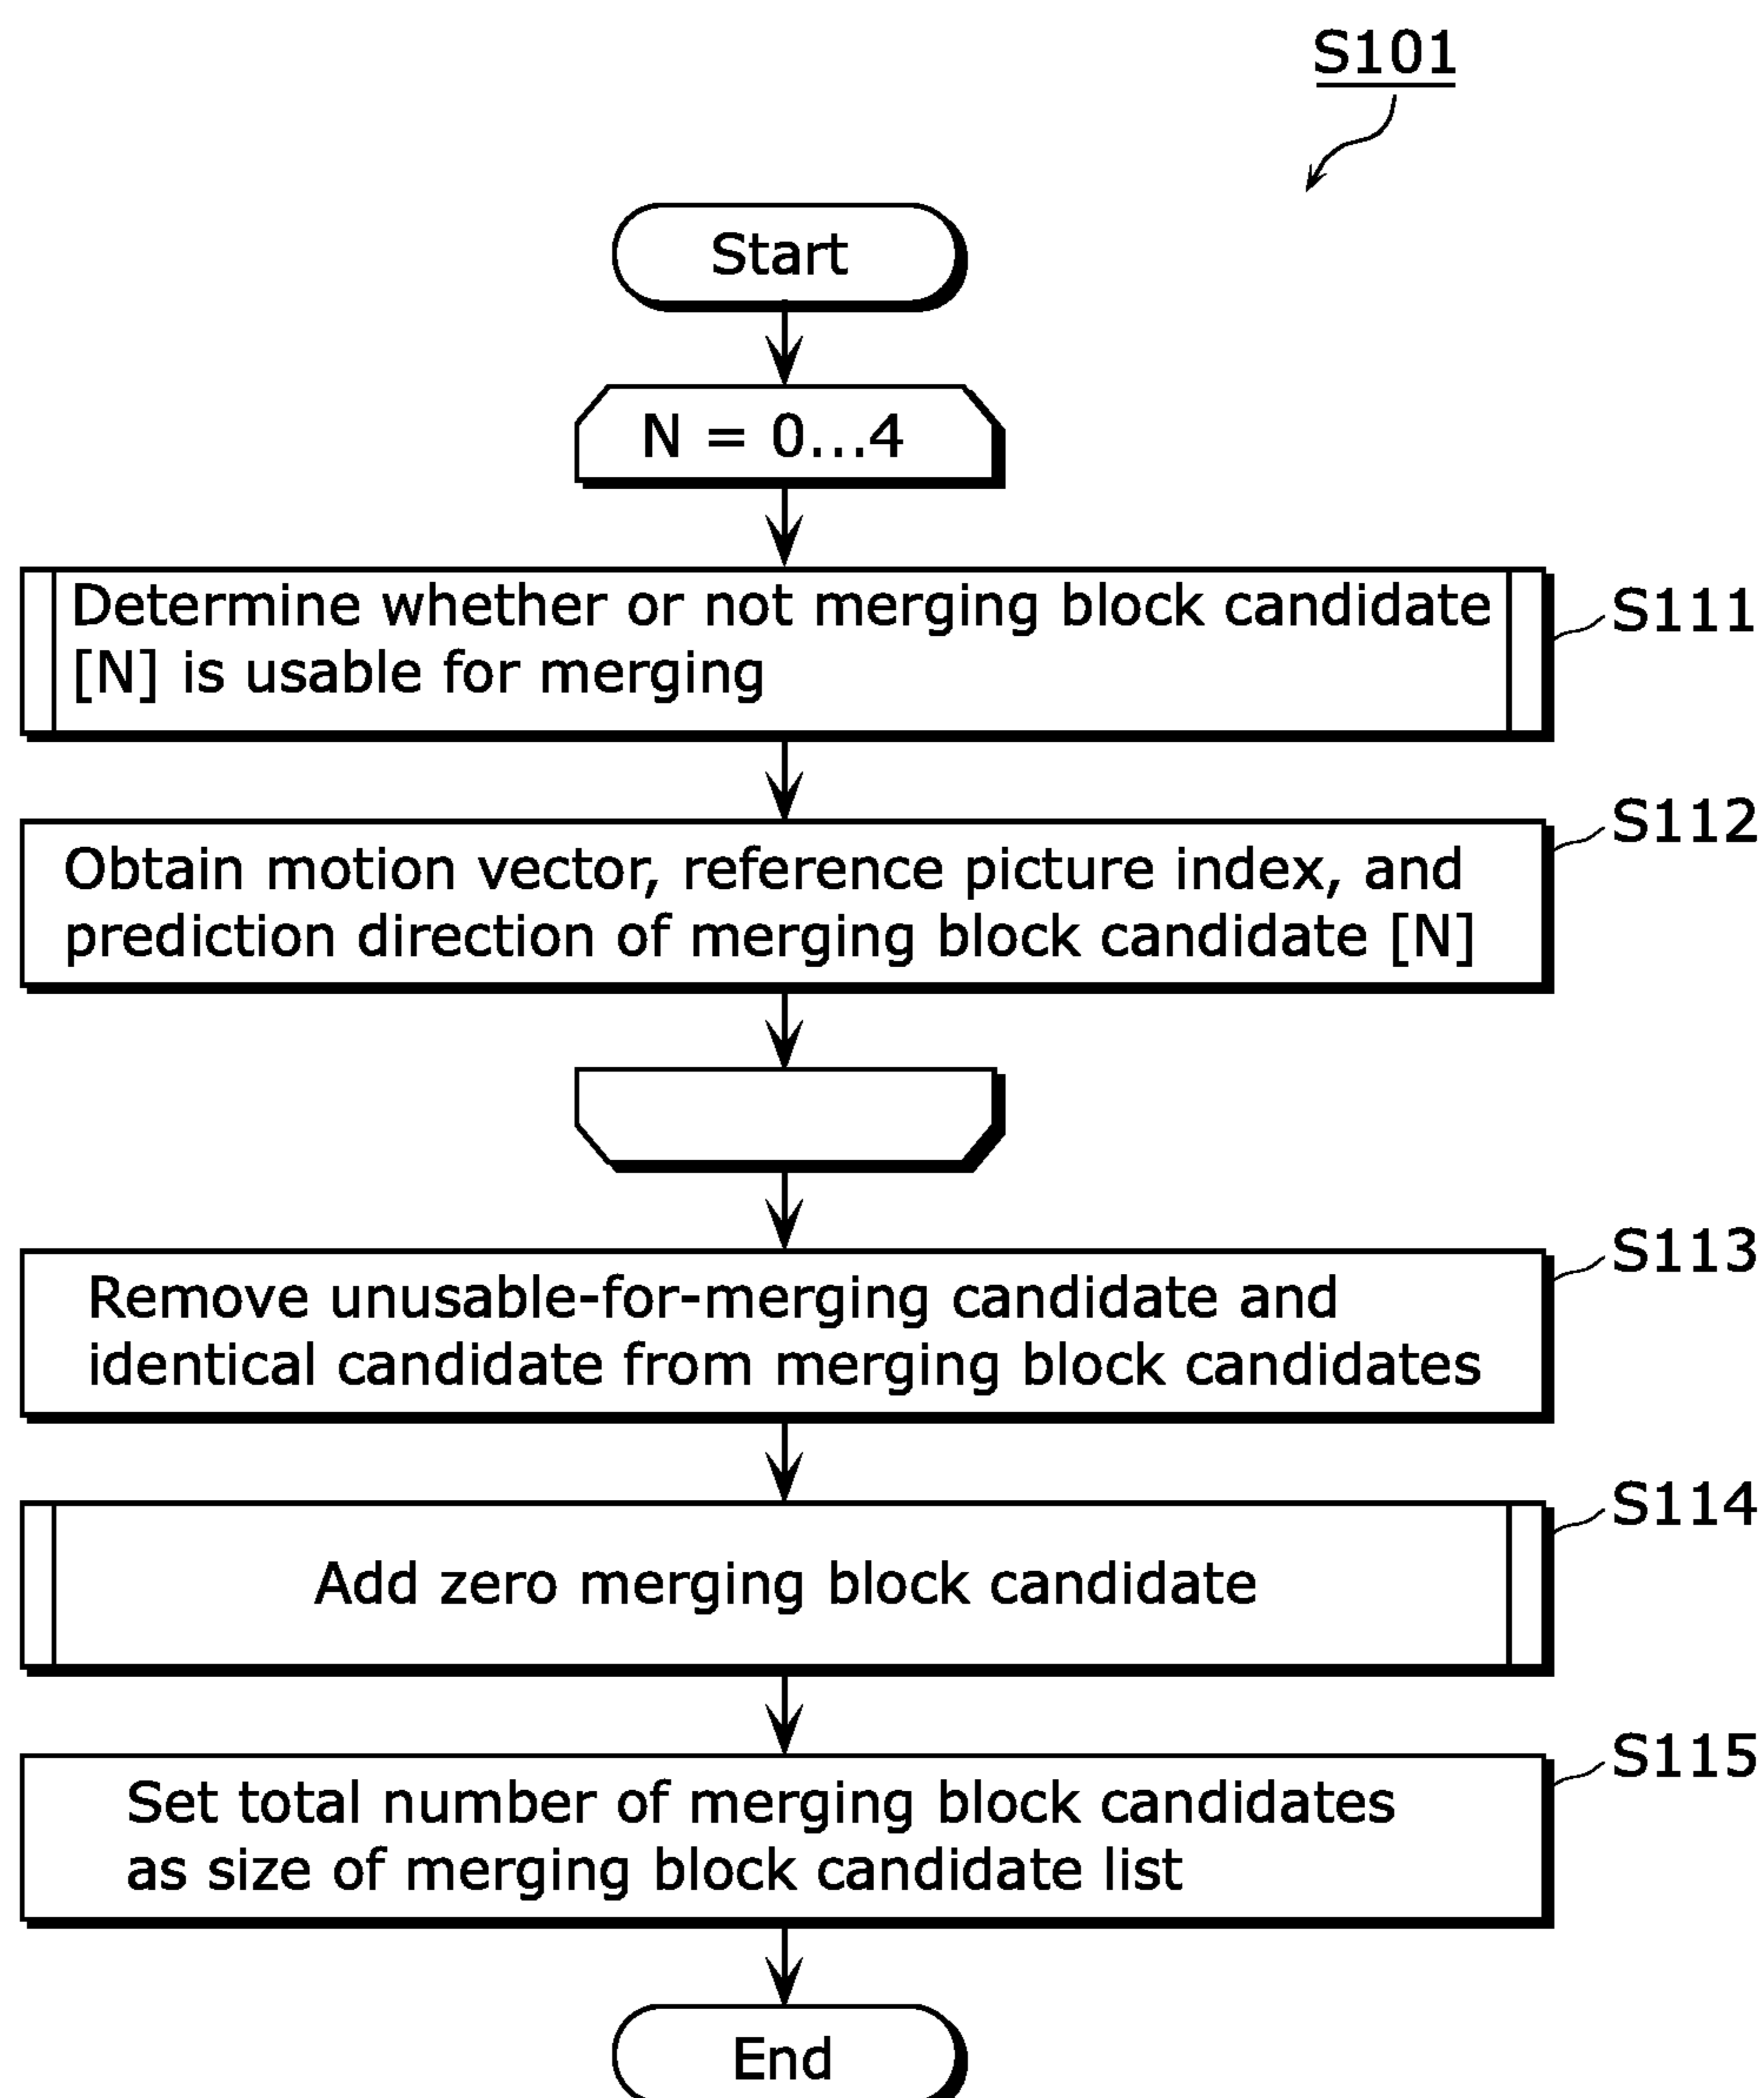 S101
Start
N = 0...4
Determine whether or not merging block candidate
[N] is usable for merging
S111
Obtain motion vector, reference picture index, and
prediction direction of merging block candidate [N]
S112
Remove unusable-for-merging candidate and
identical candidate from merging block candidates
S113
Add zero merging block candidate
S114
Set total number of merging block candidates
as size of merging block candidate list
S115
End